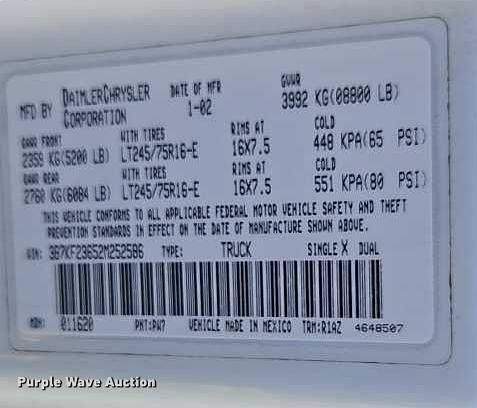 MFD BY DAIMLERCHRYSLER CORPORATION DATE OF MFR 1-02 GVWR 3992 KG(08800 LB)
GAWR FRONT WITH TIRES RIMS AT COLD
2359 KG(5200 LB) LT245/75R16-E 16X7.5 448 KPA(65 PSI)
GAWR REAR WITH TIRES RIMS AT COLD
2760 KG(6084 LB) LT245/75R16-E 16X7.5 551 KPA(80 PSI)
THIS VEHICLE CONFORMS TO ALL APPLICABLE FEDERAL MOTOR VEHICLE SAFETY AND THEFT
PREVENTION STANDARDS IN EFFECT ON THE DATE OF MANUFACTURE SHOWN ABOVE.
VIN: 3B7KF23652M252586 TYPE: TRUCK SINGLE X DUAL
MDH: 011620 PNT:PW7 VEHICLE MADE IN MEXICO TRM:R1AZ 4648507
Purple Wave Auction